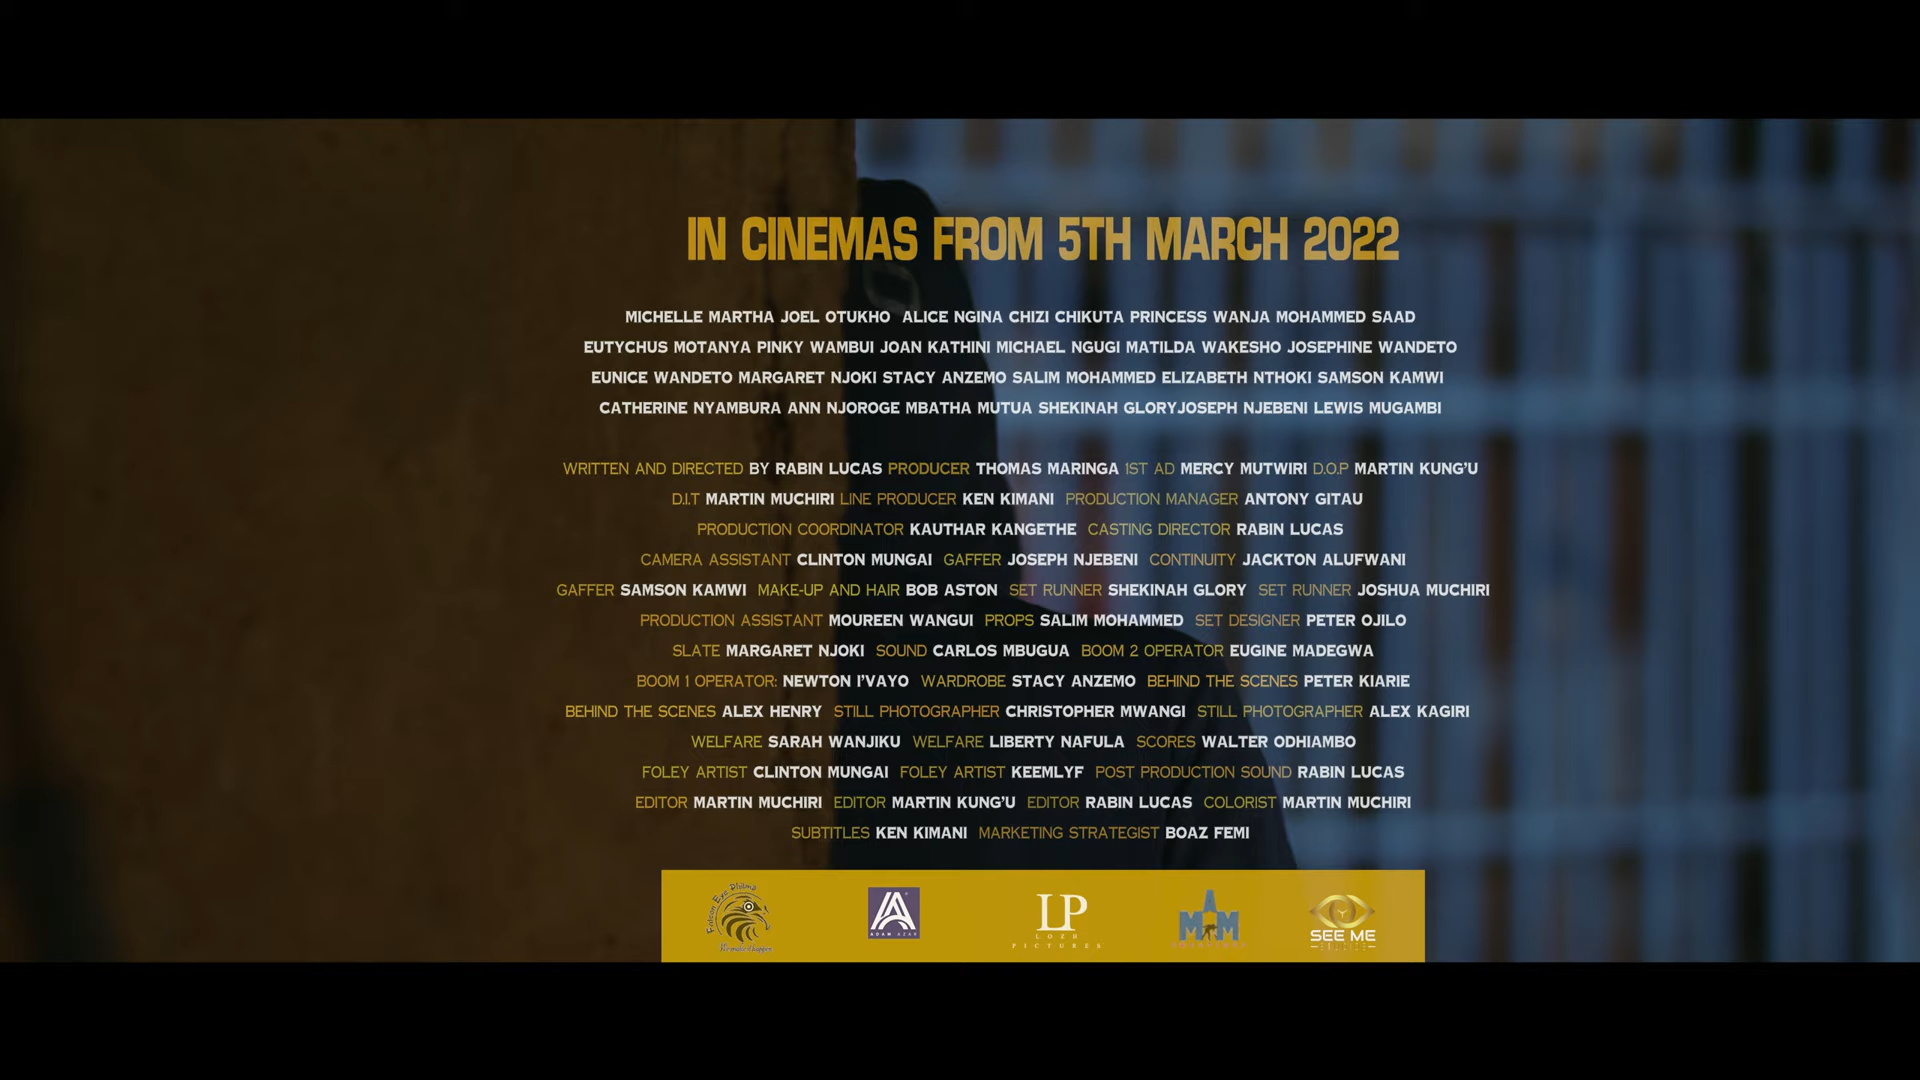 IN CINEMAS FROM 5TH MARCH 2022
MICHELLE MARTHA JOEL OTUKHO ALICE NGINA CHIZI CHIKUTA PRINCESS WANJA MOHAMMED SAAD
EUTYCHUS MOTANYA PINKY WAMBUI JOAN KATHINI MICHAEL NGUGI MATILDA WAKESHO JOSEPHINE WANDETO
EUNICE WANDETO MARGARET NJOKI STACY ANZEMO SALIM MOHAMMED ELIZABETH NTHOKI SAMSON KAMWI
CATHERINE NYAMBURA ANN NJOROGE MBATHA MUTUA SHEKINAH GLORYJOSEPH NJEBENI LEWIS MUGAMBI
WRITTEN AND DIRECTED BY RABIN LUCAS PRODUCER THOMAS MARINGA 1ST AD MERCY MUTWIRI D.O.P MARTIN KUNG'U
D.I.T MARTIN MUCHIRI LINE PRODUCER KEN KIMANI PRODUCTION MANAGER ANTONY GITAU
PRODUCTION COORDINATOR KAUTHAR KANGETHE CASTING DIRECTOR RABIN LUCAS
CAMERA ASSISTANT CLINTON MUNGAI GAFFER JOSEPH NJEBENI CONTINUITY JACKTON ALUFWANI
GAFFER SAMSON KAMWI MAKE-UP AND HAIR BOB ASTON SET RUNNER SHEKINAH GLORY SET RUNNER JOSHUA MUCHIRI
PRODUCTION ASSISTANT MOUREEN WANGUI PROPS SALIM MOHAMMED SET DESIGNER PETER OJILO
SLATE MARGARET NJOKI SOUND CARLOS MBUGUA BOOM 2 OPERATOR EUGINE MADEGWA
BOOM 1 OPERATOR: NEWTON I'VAYO WARDROBE STACY ANZEMO BEHIND THE SCENES PETER KIARIE
BEHIND THE SCENES ALEX HENRY STILL PHOTOGRAPHER CHRISTOPHER MWANGI STILL PHOTOGRAPHER ALEX KAGIRI
WELFARE SARAH WANJIKU WELFARE LIBERTY NAFULA SCORES WALTER ODHIAMBO
FOLEY ARTIST CLINTON MUNGAI FOLEY ARTIST KEEMLYF POST PRODUCTION SOUND RABIN LUCAS
EDITOR MARTIN MUCHIRI EDITOR MARTIN KUNG'U EDITOR RABIN LUCAS COLORIST MARTIN MUCHIRI
SUBTITLES KEN KIMANI MARKETING STRATEGIST BOAZ FEMI
Falcon Eye Philms
ADAM AZAD
LP
LOZH
PICTURES
MAM
SEE ME